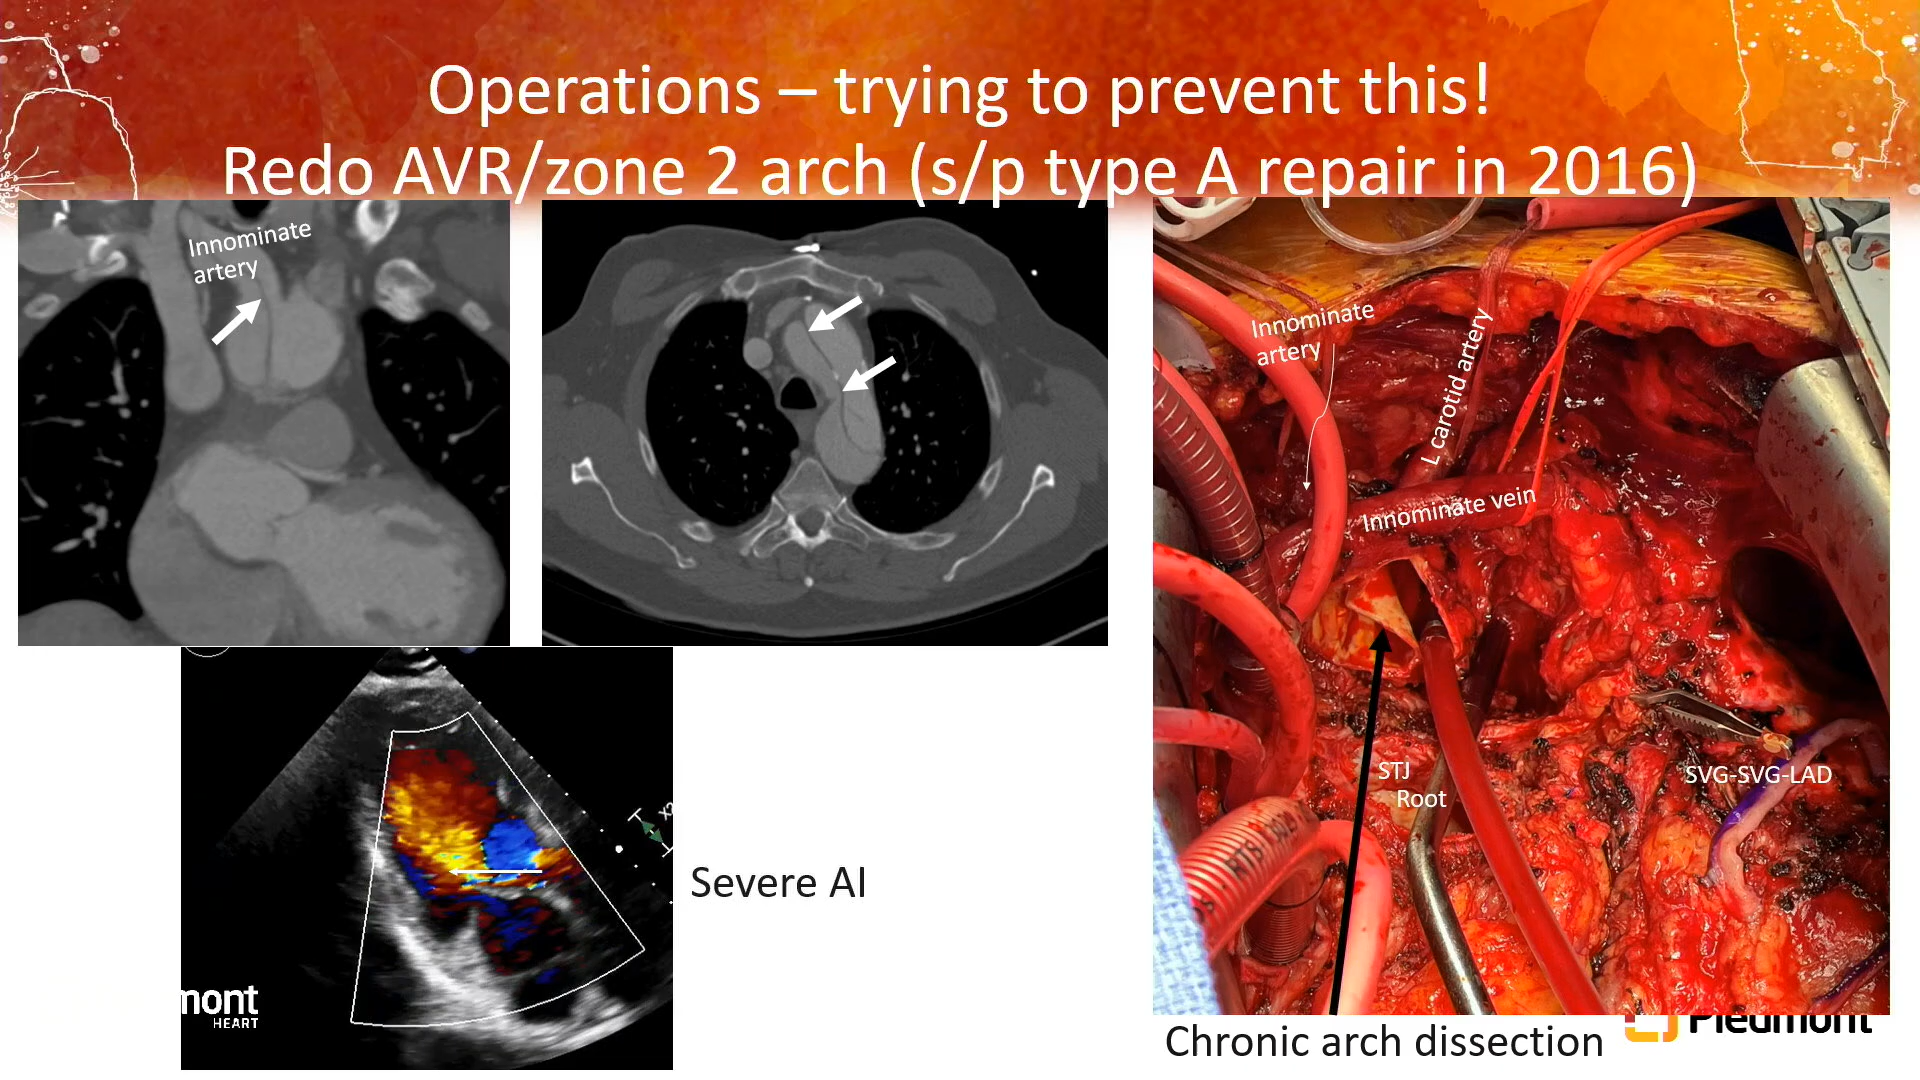 Operations – trying to prevent this!
Redo AVR/zone 2 arch (s/p type A repair in 2016)
Innominate
artery
Innominate
artery
L carotid artery
Innominate vein
STJ
Root
SVG-SVG-LAD
Severe AI
mont
HEART
Chronic arch dissection
Piedmont